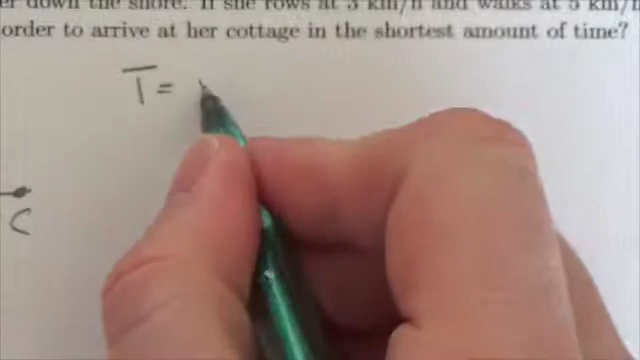 er down the shore. If she rows at 3 km/h and walks at 5 km/h
order to arrive at her cottage in the shortest amount of time?
T =
C